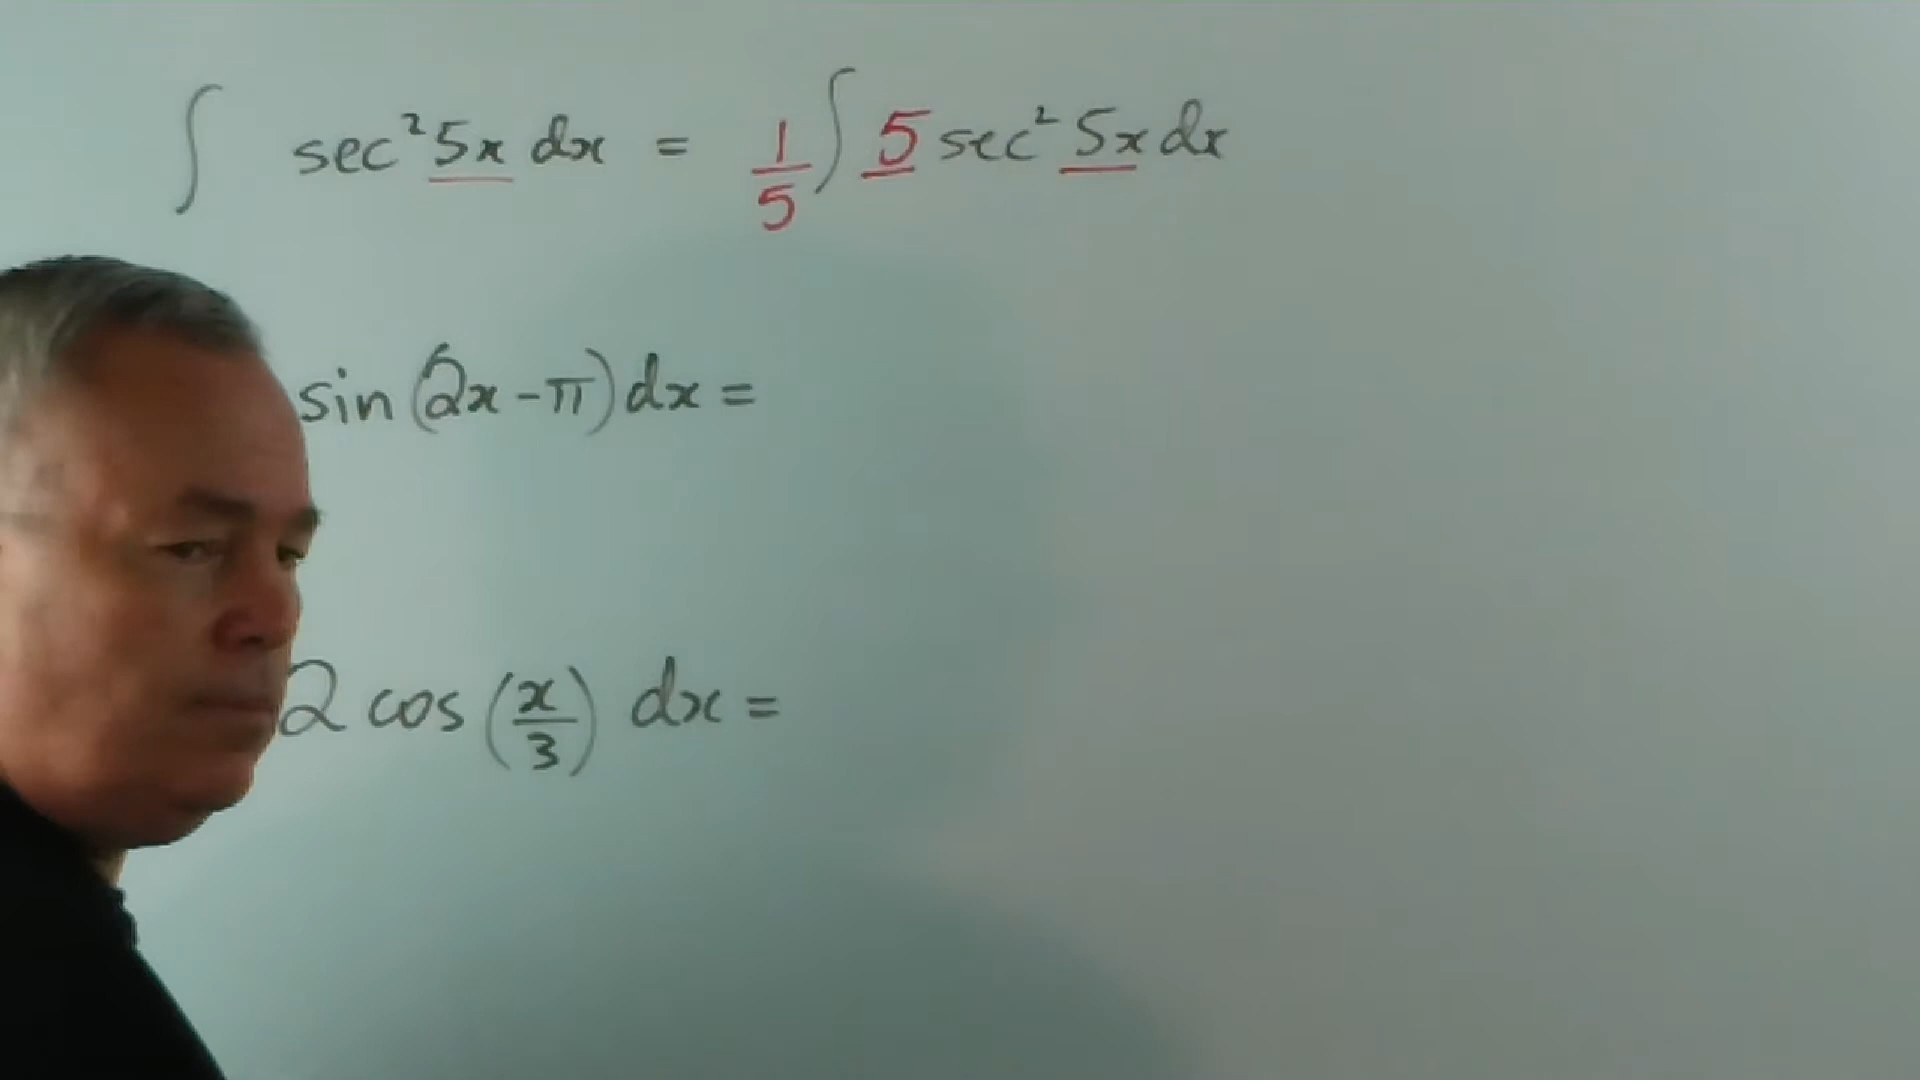 ∫ sec²5x dx = 1/5 ∫ 5 sec² 5x dx
sin(2x-π)dx =
2 cos(x/3) dx =